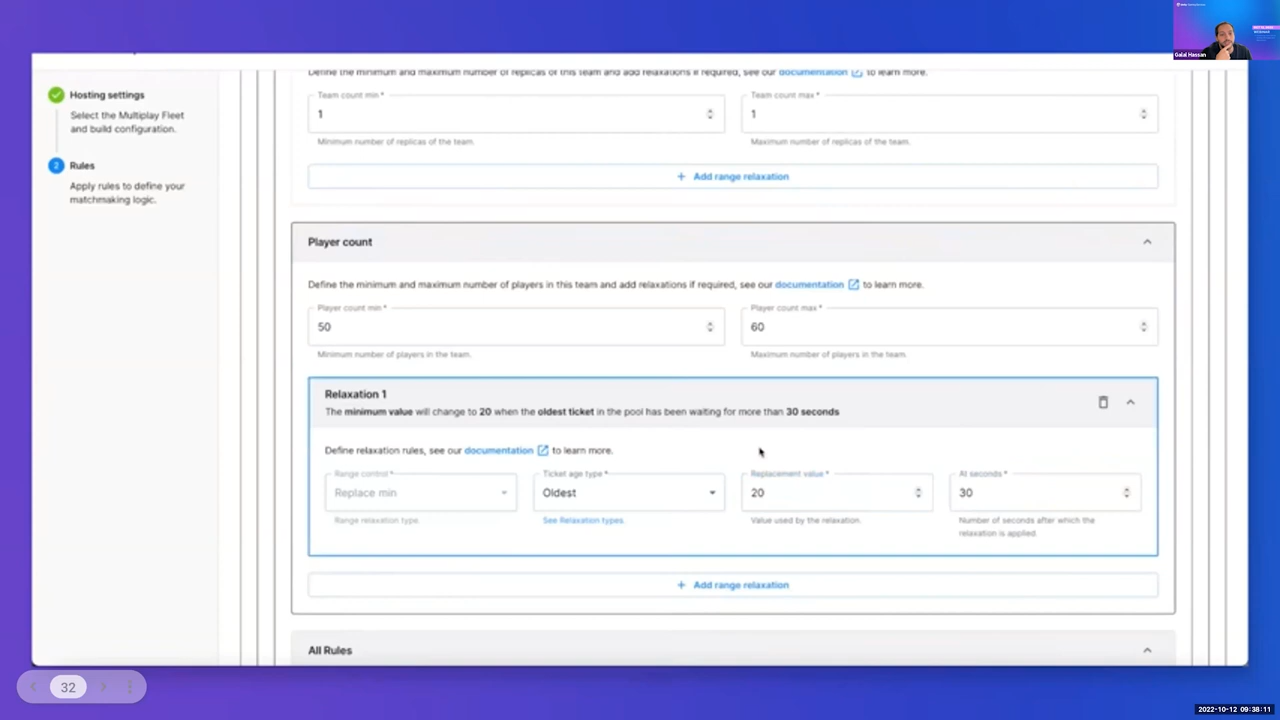 Galal Hassan
Define the minimum and maximum number of replicas of this team and add relaxations if required, see our documentation to learn more.
Hosting settings
Select the Multiplay Fleet
and build configuration.
2 Rules
Apply rules to define your
matchmaking logic.
Team count min *
1
Minimum number of replicas of the team.
Team count max *
1
Maximum number of replicas of the team.
+ Add range relaxation
Player count
Define the minimum and maximum number of players in this team and add relaxations if required, see our documentation to learn more.
Player count min *
50
Minimum number of players in the team.
Player count max *
60
Maximum number of players in the team.
Relaxation 1
The minimum value will change to 20 when the oldest ticket in the pool has been waiting for more than 30 seconds
Define relaxation rules, see our documentation to learn more.
Range control *
Replace min
Range relaxation type.
Ticket age type *
Oldest
See Relaxation types.
Replacement value *
20
Value used by the relaxation.
At seconds *
30
Number of seconds after which the
relaxation is applied.
+ Add range relaxation
All Rules
32
2022-10-12 09:38:11